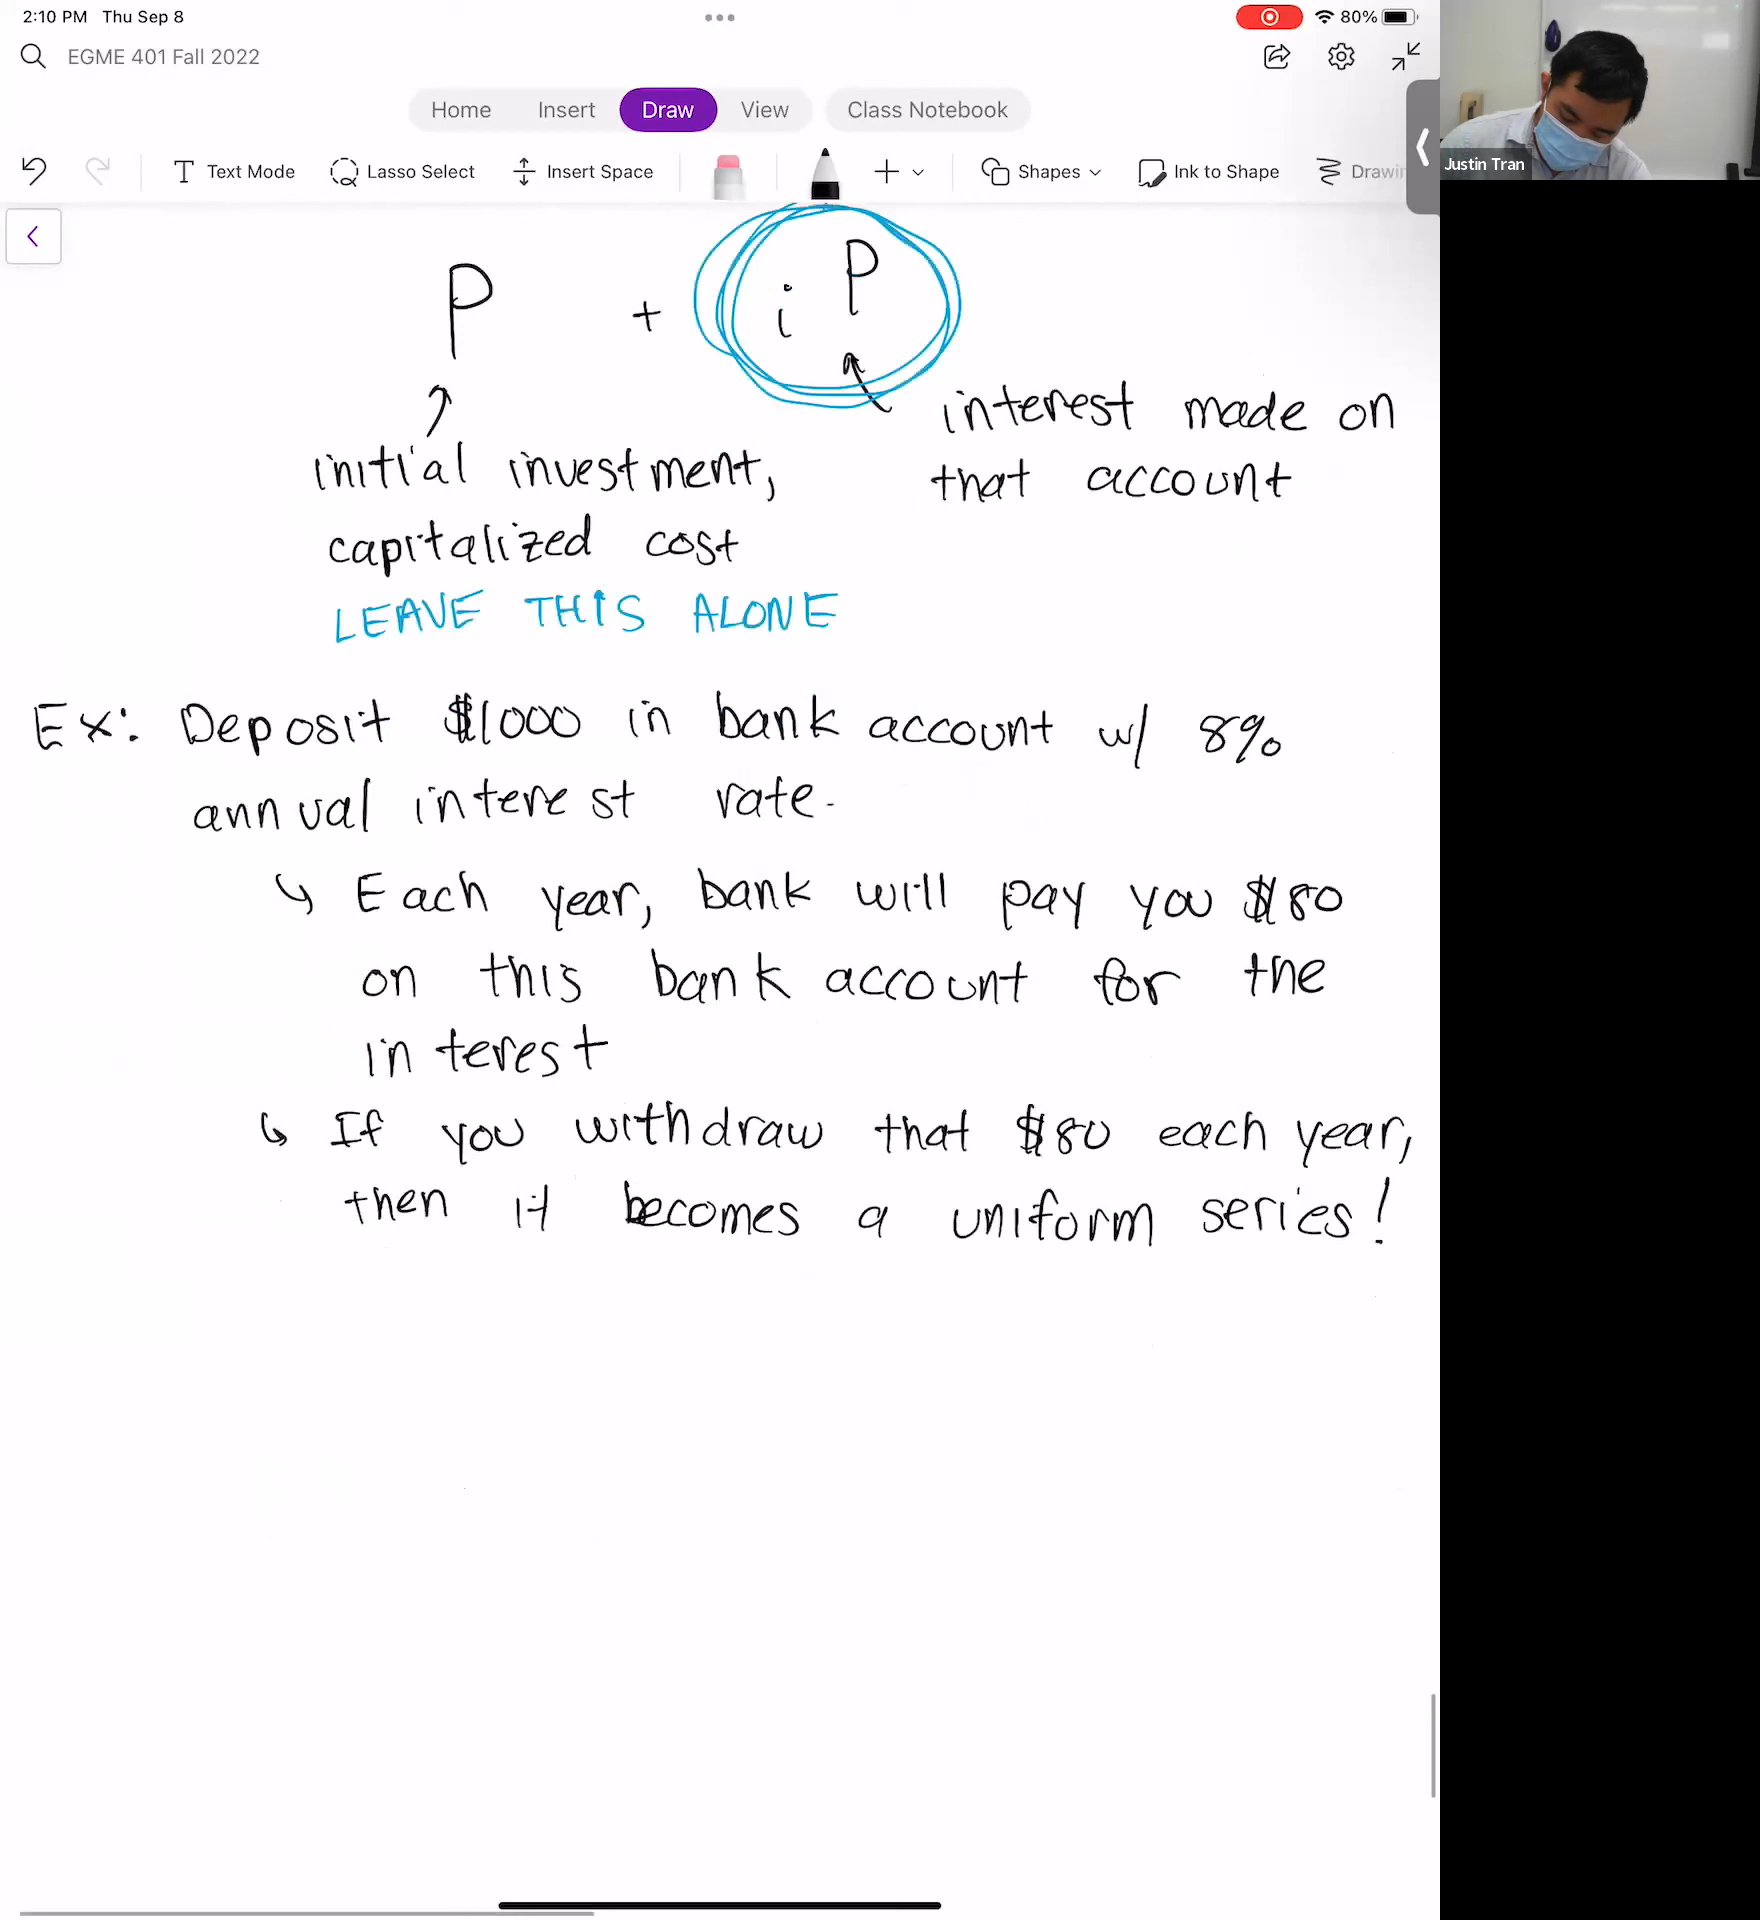 2:10 PM Thu Sep 8
80%
EGME 401 Fall 2022
Home Insert Draw View Class Notebook
Text Mode Lasso Select Insert Space Shapes Ink to Shape Drawi
Justin Tran
P + i P
interest made on
that account
initial investment,
capitalized cost
LEAVE THIS ALONE
Ex: Deposit $1000 in bank account w/ 8%
annual interest rate.
↳ Each year, bank will pay you $80
on this bank account for the
interest
↳ If you withdraw that $80 each year,
then it becomes a uniform series!